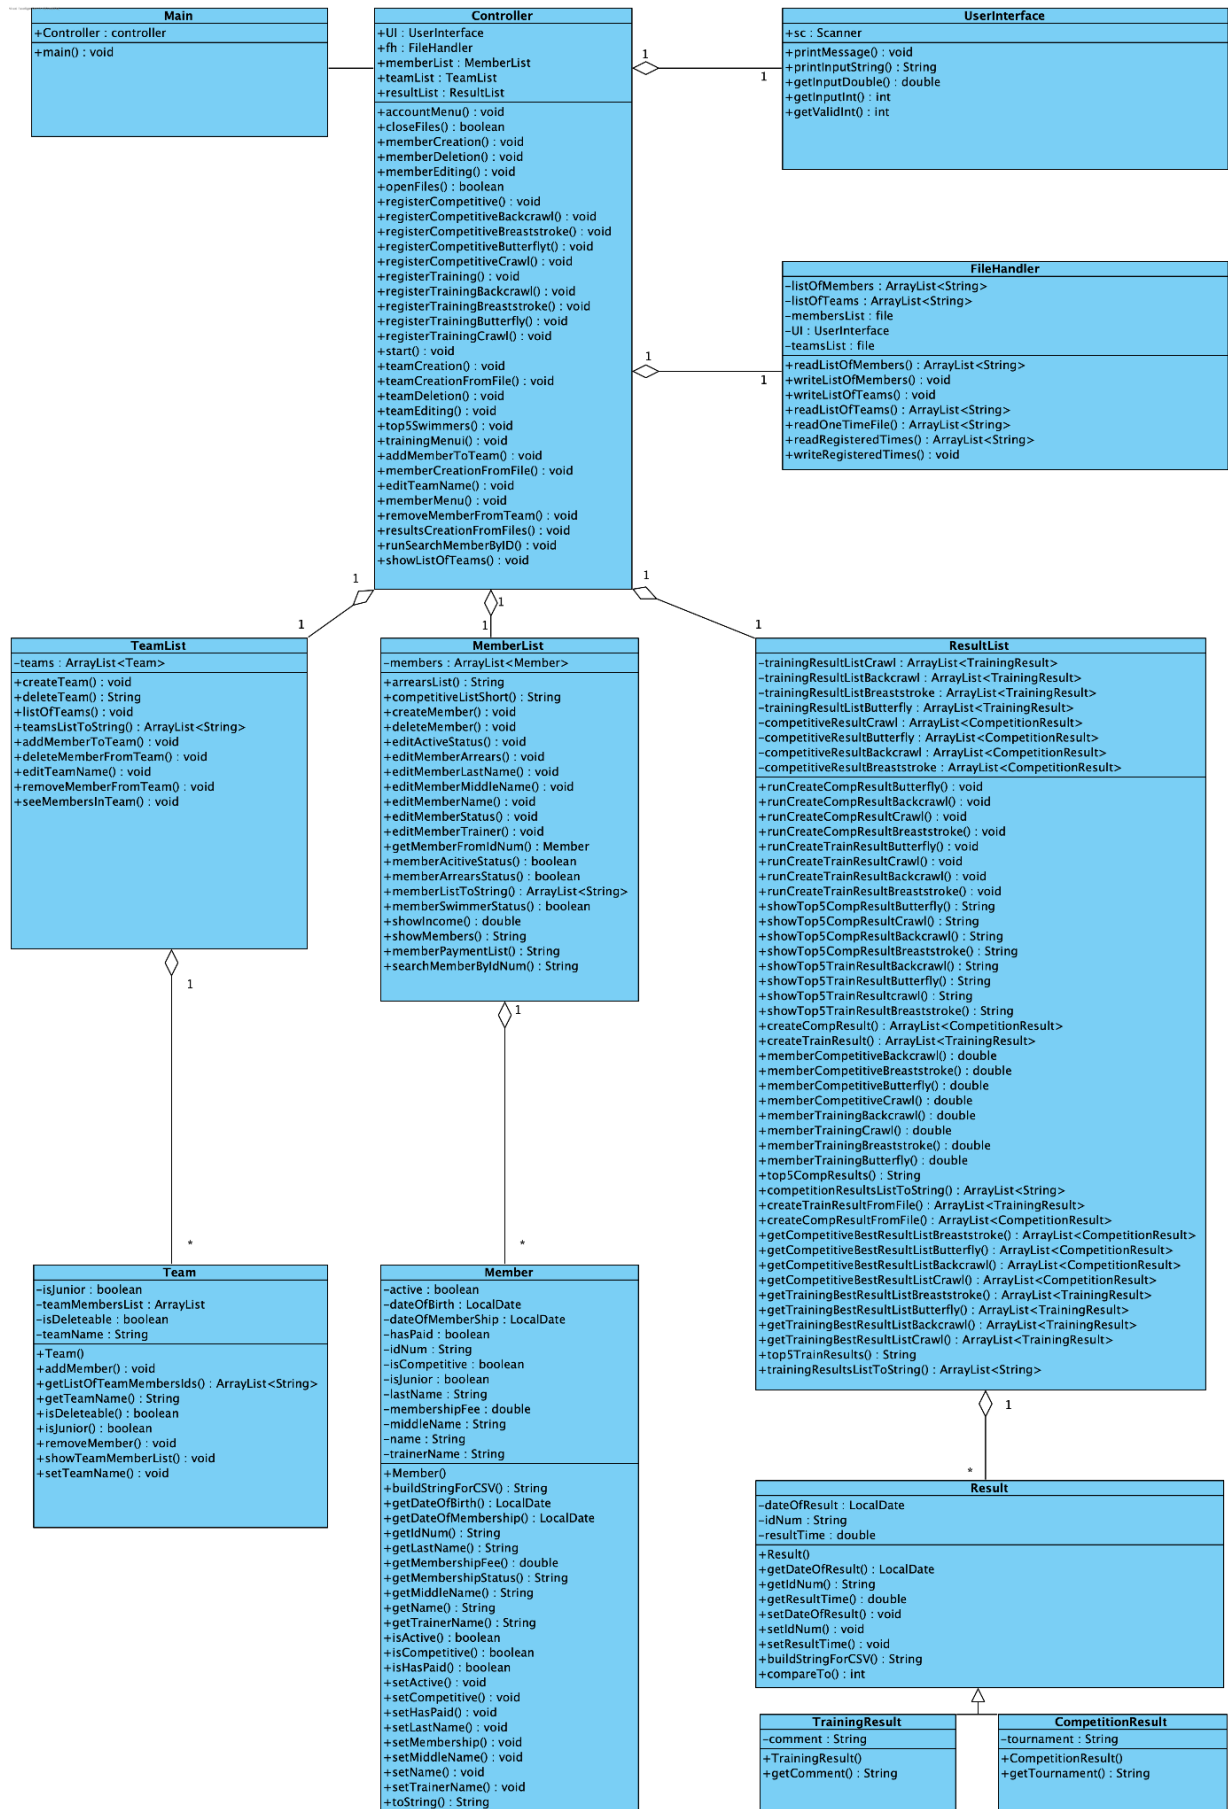 Main
+Controller : controller
+main() : void
Controller
+UI : UserInterface
+fh : FileHandler
+memberList : MemberList
+teamList : TeamList
+resultList : ResultList
+accountMenu() : void
+closeFiles() : boolean
+memberCreation() : void
+memberDeletion() : void
+memberEditing() : void
+openFiles() : boolean
+registerCompetitive() : void
+registerCompetitiveBackcrawl() : void
+registerCompetitiveBreaststroke() : void
+registerCompetitiveButterflyt() : void
+registerCompetitiveCrawl() : void
+registerTraining() : void
+registerTrainingBackcrawl() : void
+registerTrainingBreaststroke() : void
+registerTrainingButterfly() : void
+registerTrainingCrawl() : void
+start() : void
+teamCreation() : void
+teamCreationFromFile() : void
+teamDeletion() : void
+teamEditing() : void
+top5Swimmers() : void
+trainingMenui() : void
+addMemberToTeam() : void
+memberCreationFromFile() : void
+editTeamName() : void
+memberMenu() : void
+removeMemberFromTeam() : void
+resultsCreationFromFiles() : void
+runSearchMemberByID() : void
+showListOfTeams() : void
1
1
UserInterface
+sc : Scanner
+printMessage() : void
+printInputString() : String
+getInputDouble() : double
+getInputInt() : int
+getValidInt() : int
1
1
FileHandler
-listOfMembers : ArrayList<String>
-listOfTeams : ArrayList<String>
-membersList : file
-UI : UserInterface
-teamsList : file
+readListOfMembers() : ArrayList<String>
+writeListOfMembers() : void
+writeListOfTeams() : void
+readListOfTeams() : ArrayList<String>
+readOneTimeFile() : ArrayList<String>
+readRegisteredTimes() : ArrayList<String>
+writeRegisteredTimes() : void
1
1
1
1
1
1
TeamList
-teams : ArrayList<Team>
+createTeam() : void
+deleteTeam() : String
+listOfTeams() : void
+teamsListToString() : ArrayList<String>
+addMemberToTeam() : void
+deleteMemberFromTeam() : void
+editTeamName() : void
+removeMemberFromTeam() : void
+seeMembersInTeam() : void
1
*
MemberList
-members : ArrayList<Member>
+arrearsList() : String
+competitiveListShort() : String
+createMember() : void
+deleteMember() : void
+editActiveStatus() : void
+editMemberArrears() : void
+editMemberLastName() : void
+editMemberMiddleName() : void
+editMemberName() : void
+editMemberStatus() : void
+editMemberTrainer() : void
+getMemberFromIdNum() : Member
+memberAcitiveStatus() : boolean
+memberArrearsStatus() : boolean
+memberListToString() : ArrayList<String>
+memberSwimmerStatus() : boolean
+showIncome() : double
+showMembers() : String
+memberPaymentList() : String
+searchMemberByIdNum() : String
1
*
ResultList
-trainingResultListCrawl : ArrayList<TrainingResult>
-trainingResultListBackcrawl : ArrayList<TrainingResult>
-trainingResultListBreaststroke : ArrayList<TrainingResult>
-trainingResultListButterfly : ArrayList<TrainingResult>
-competitiveResultCrawl : ArrayList<CompetitionResult>
-competitiveResultButterfly : ArrayList<CompetitionResult>
-competitiveResultBackcrawl : ArrayList<CompetitionResult>
-competitiveResultBreaststroke : ArrayList<CompetitionResult>
+runCreateCompResultButterfly() : void
+runCreateCompResultBackcrawl() : void
+runCreateCompResultCrawl() : void
+runCreateCompResultBreaststroke() : void
+runCreateTrainResultButterfly() : void
+runCreateTrainResultCrawl() : void
+runCreateTrainResultBackcrawl() : void
+runCreateTrainResultBreaststroke() : void
+showTop5CompResultButterfly() : String
+showTop5CompResultCrawl() : String
+showTop5CompResultBackcrawl() : String
+showTop5CompResultBreaststroke() : String
+showTop5TrainResultBackcrawl() : String
+showTop5TrainResultButterfly() : String
+showTop5TrainResultcrawl() : String
+showTop5TrainResultBreaststroke() : String
+createCompResult() : ArrayList<CompetitionResult>
+createTrainResult() : ArrayList<TrainingResult>
+memberCompetitiveBackcrawl() : double
+memberCompetitiveBreaststroke() : double
+memberCompetitiveButterfly() : double
+memberCompetitiveCrawl() : double
+memberTrainingBackcrawl() : double
+memberTrainingCrawl() : double
+memberTrainingBreaststroke() : double
+memberTrainingButterfly() : double
+top5CompResults() : String
+competitionResultsListToString() : ArrayList<String>
+createTrainResultFromFile() : ArrayList<TrainingResult>
+createCompResultFromFile() : ArrayList<CompetitionResult>
+getCompetitiveBestResultListBreaststroke() : ArrayList<CompetitionResult>
+getCompetitiveBestResultListButterfly() : ArrayList<CompetitionResult>
+getCompetitiveBestResultListBackcrawl() : ArrayList<CompetitionResult>
+getCompetitiveBestResultListCrawl() : ArrayList<CompetitionResult>
+getTrainingBestResultListBreaststroke() : ArrayList<TrainingResult>
+getTrainingBestResultListButterfly() : ArrayList<TrainingResult>
+getTrainingBestResultListBackcrawl() : ArrayList<TrainingResult>
+getTrainingBestResultListCrawl() : ArrayList<TrainingResult>
+top5TrainResults() : String
+trainingResultsListToString() : ArrayList<String>
1
*
Team
-isJunior : boolean
-teamMembersList : ArrayList
-isDeleteable : boolean
-teamName : String
+Team()
+addMember() : void
+getListOfTeamMembersIds() : ArrayList<String>
+getTeamName() : String
+isDeleteable() : boolean
+isJunior() : boolean
+removeMember() : void
+showTeamMemberList() : void
+setTeamName() : void
Member
-active : boolean
-dateOfBirth : LocalDate
-dateOfMemberShip : LocalDate
-hasPaid : boolean
-idNum : String
-isCompetitive : boolean
-isJunior : boolean
-lastName : String
-membershipFee : double
-middleName : String
-name : String
-trainerName : String
+Member()
+buildStringForCSV() : String
+getDateOfBirth() : LocalDate
+getDateOfMembership() : LocalDate
+getIdNum() : String
+getLastName() : String
+getMembershipFee() : double
+getMembershipStatus() : String
+getMiddleName() : String
+getName() : String
+getTrainerName() : String
+isActive() : boolean
+isCompetitive() : boolean
+isHasPaid() : boolean
+setActive() : void
+setCompetitive() : void
+setHasPaid() : void
+setLastName() : void
+setMembership() : void
+setMiddleName() : void
+setName() : void
+setTrainerName() : void
+toString() : String
Result
-dateOfResult : LocalDate
-idNum : String
-resultTime : double
+Result()
+getDateOfResult() : LocalDate
+getIdNum() : String
+getResultTime() : double
+setDateOfResult() : void
+setIdNum() : void
+setResultTime() : void
+buildStringForCSV() : String
+compareTo() : int
TrainingResult
-comment : String
+TrainingResult()
+getComment() : String
CompetitionResult
-tournament : String
+CompetitionResult()
+getTournament() : String